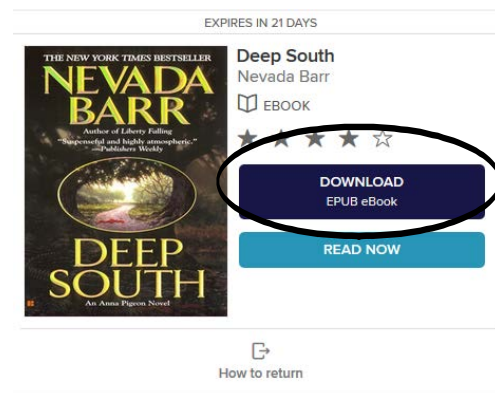 EXPIRES IN 21 DAYS
THE NEW YORK TIMES BESTSELLER
NEVADA
BARR
Author of Liberty Falling
"Suspenseful and highly atmospheric."
—Publishers Weekly
DEEP
SOUTH
An Anna Pigeon Novel
Deep South
Nevada Barr
EBOOK
DOWNLOAD
EPUB eBook
READ NOW
How to return